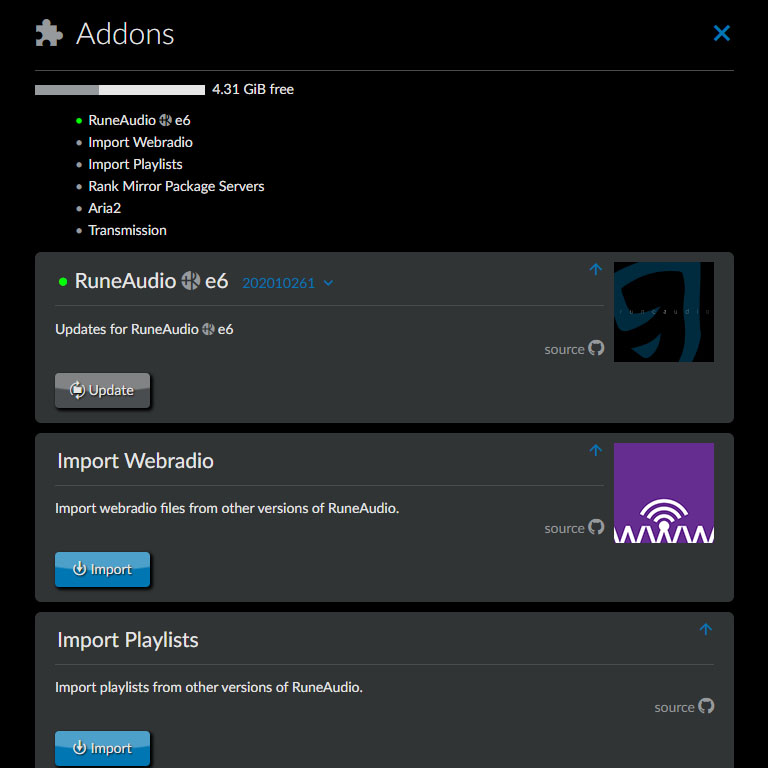 Addons
4.31 GiB free
RuneAudio e6
Import Webradio
Import Playlists
Rank Mirror Package Servers
Aria2
Transmission
RuneAudio e6 202010261
Updates for RuneAudio e6
runeaudio
source
Update
Import Webradio
Import webradio files from other versions of RuneAudio.
source
WWW
Import
Import Playlists
Import playlists from other versions of RuneAudio.
source
Import